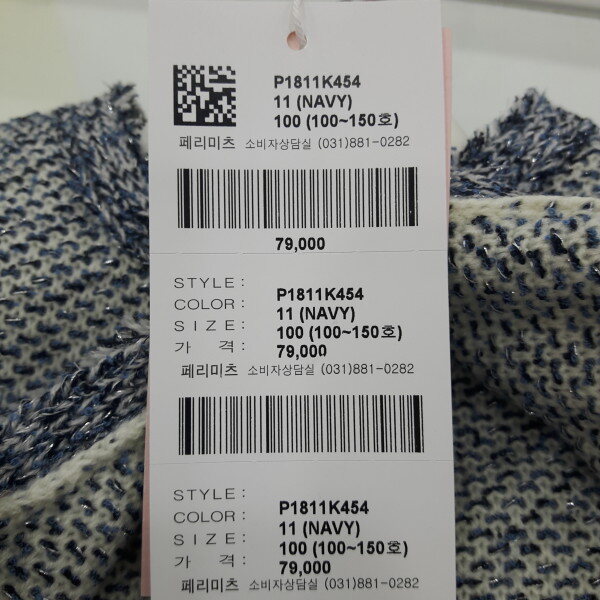 P1811K454
11 (NAVY)
100 (100~150호)
페리미츠 소비자상담실 (031)881-0282
79,000
STYLE: P1811K454
COLOR: 11 (NAVY)
SIZE: 100 (100~150호)
가 격: 79,000
페리미츠 소비자상담실 (031)881-0282
STYLE: P1811K454
COLOR: 11 (NAVY)
SIZE: 100 (100~150호)
가 격: 79,000
페리미츠 소비자상담실 (031)881-0282